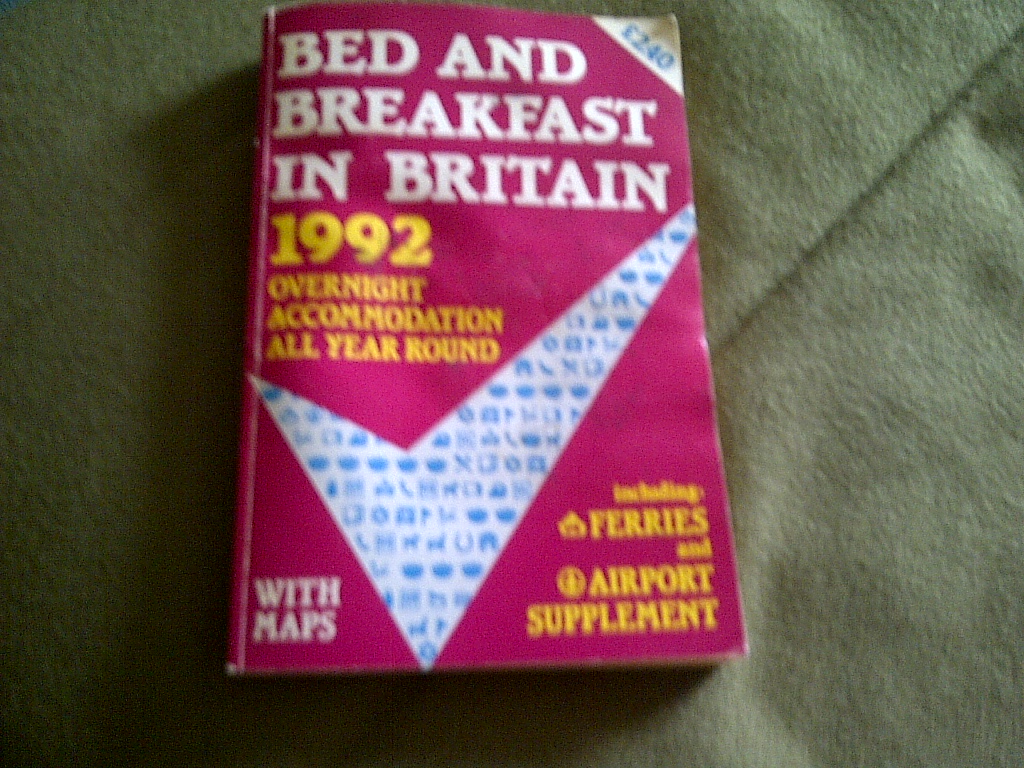 BED AND
BREAKFAST
IN BRITAIN
£2.40
1992
OVERNIGHT
ACCOMMODATION
ALL YEAR ROUND
including:
FERRIES
and
AIRPORT
SUPPLEMENT
WITH
MAPS